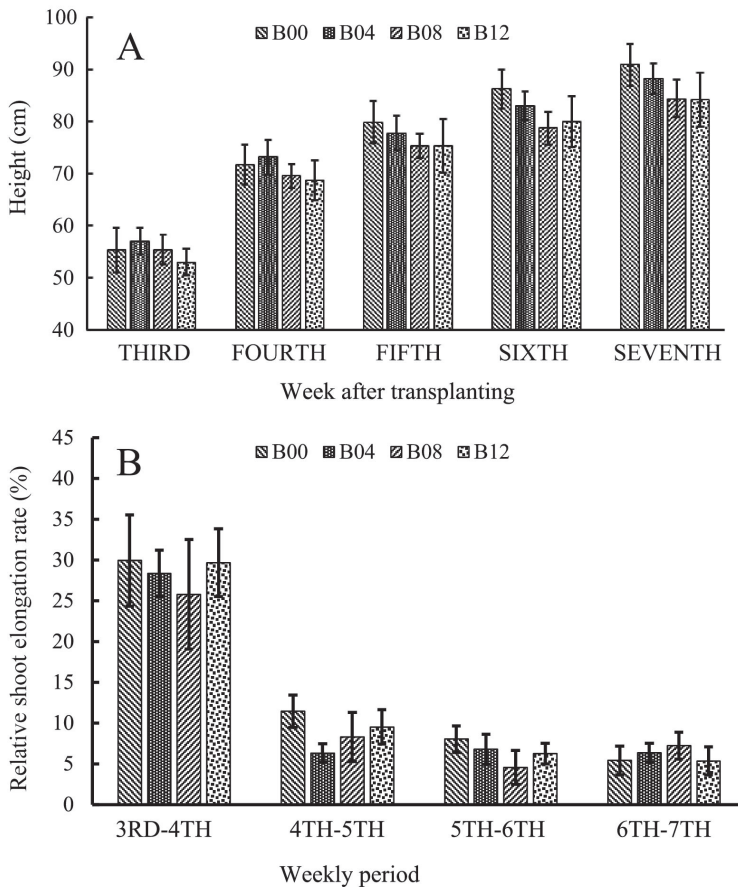 A
B00 B04 B08 B12
Height (cm)
100
90
80
70
60
50
40
THIRD FOURTH FIFTH SIXTH SEVENTH
Week after transplanting
B
B00 B04 B08 B12
Relative shoot elongation rate (%)
45
40
35
30
25
20
15
10
5
0
3RD-4TH 4TH-5TH 5TH-6TH 6TH-7TH
Weekly period